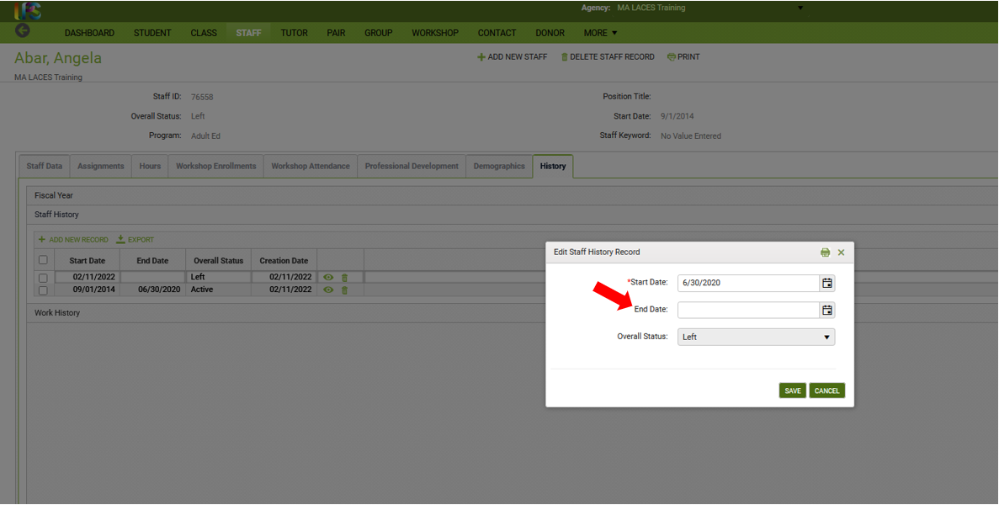 LFS
Agency: MA LACES Training
DASHBOARD STUDENT CLASS STAFF TUTOR PAIR GROUP WORKSHOP CONTACT DONOR MORE
Abar, Angela
ADD NEW STAFF DELETE STAFF RECORD PRINT
MA LACES Training
Staff ID: 76558 Position Title:
Overall Status: Left Start Date: 9/1/2014
Program: Adult Ed Staff Keyword: No Value Entered
Staff Data Assignments Hours Workshop Enrollments Workshop Attendance Professional Development Demographics History
Fiscal Year
Staff History
ADD NEW RECORD EXPORT
Start Date End Date Overall Status Creation Date
02/11/2022 Left 02/11/2022
09/01/2014 06/30/2020 Active 02/11/2022
Work History
Edit Staff History Record
*Start Date: 6/30/2020
End Date:
Overall Status: Left
SAVE CANCEL